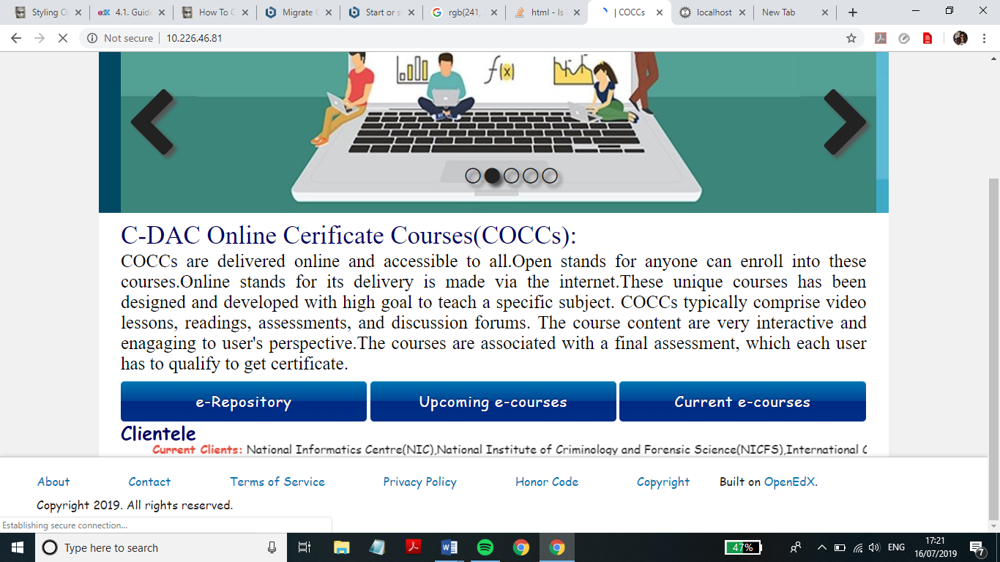 Styling Op
4.1. Guide
How To C
Migrate C
Start or s
rgb(241,
html - Is
| COCCs
localhost
New Tab
Not secure | 10.226.46.81
f(x)
C-DAC Online Cerificate Courses(COCCs):
COCCs are delivered online and accessible to all.Open stands for anyone can enroll into these
courses.Online stands for its delivery is made via the internet.These unique courses has been
designed and developed with high goal to teach a specific subject. COCCs typically comprise video
lessons, readings, assessments, and discussion forums. The course content are very interactive and
enagaging to user's perspective.The courses are associated with a final assessment, which each user
has to qualify to get certificate.
e-Repository
Upcoming e-courses
Current e-courses
Clientele
Current Clients: National Informatics Centre(NIC),National Institute of Criminology and Forensic Science(NICFS),International
About Contact Terms of Service Privacy Policy Honor Code Copyright Built on OpenEdX.
Copyright 2019. All rights reserved.
Establishing secure connection...
Type here to search
47%
ENG
17:21
16/07/2019
7